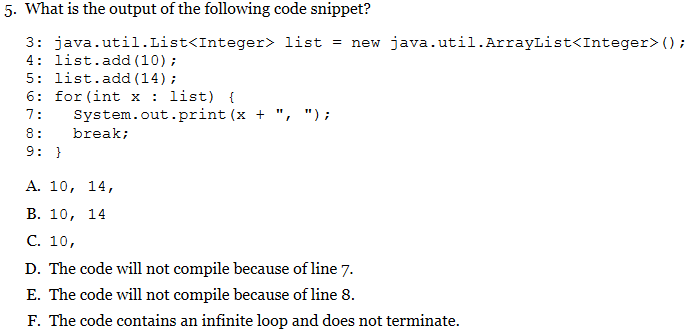 5. What is the output of the following code snippet?
3: java.util.List<Integer> list = new java.util.ArrayList<Integer>();
4: list.add(10);
5: list.add(14);
6: for(int x : list) {
7:   System.out.print(x + ", ");
8:   break;
9: }
A. 10, 14,
B. 10, 14
C. 10,
D. The code will not compile because of line 7.
E. The code will not compile because of line 8.
F. The code contains an infinite loop and does not terminate.